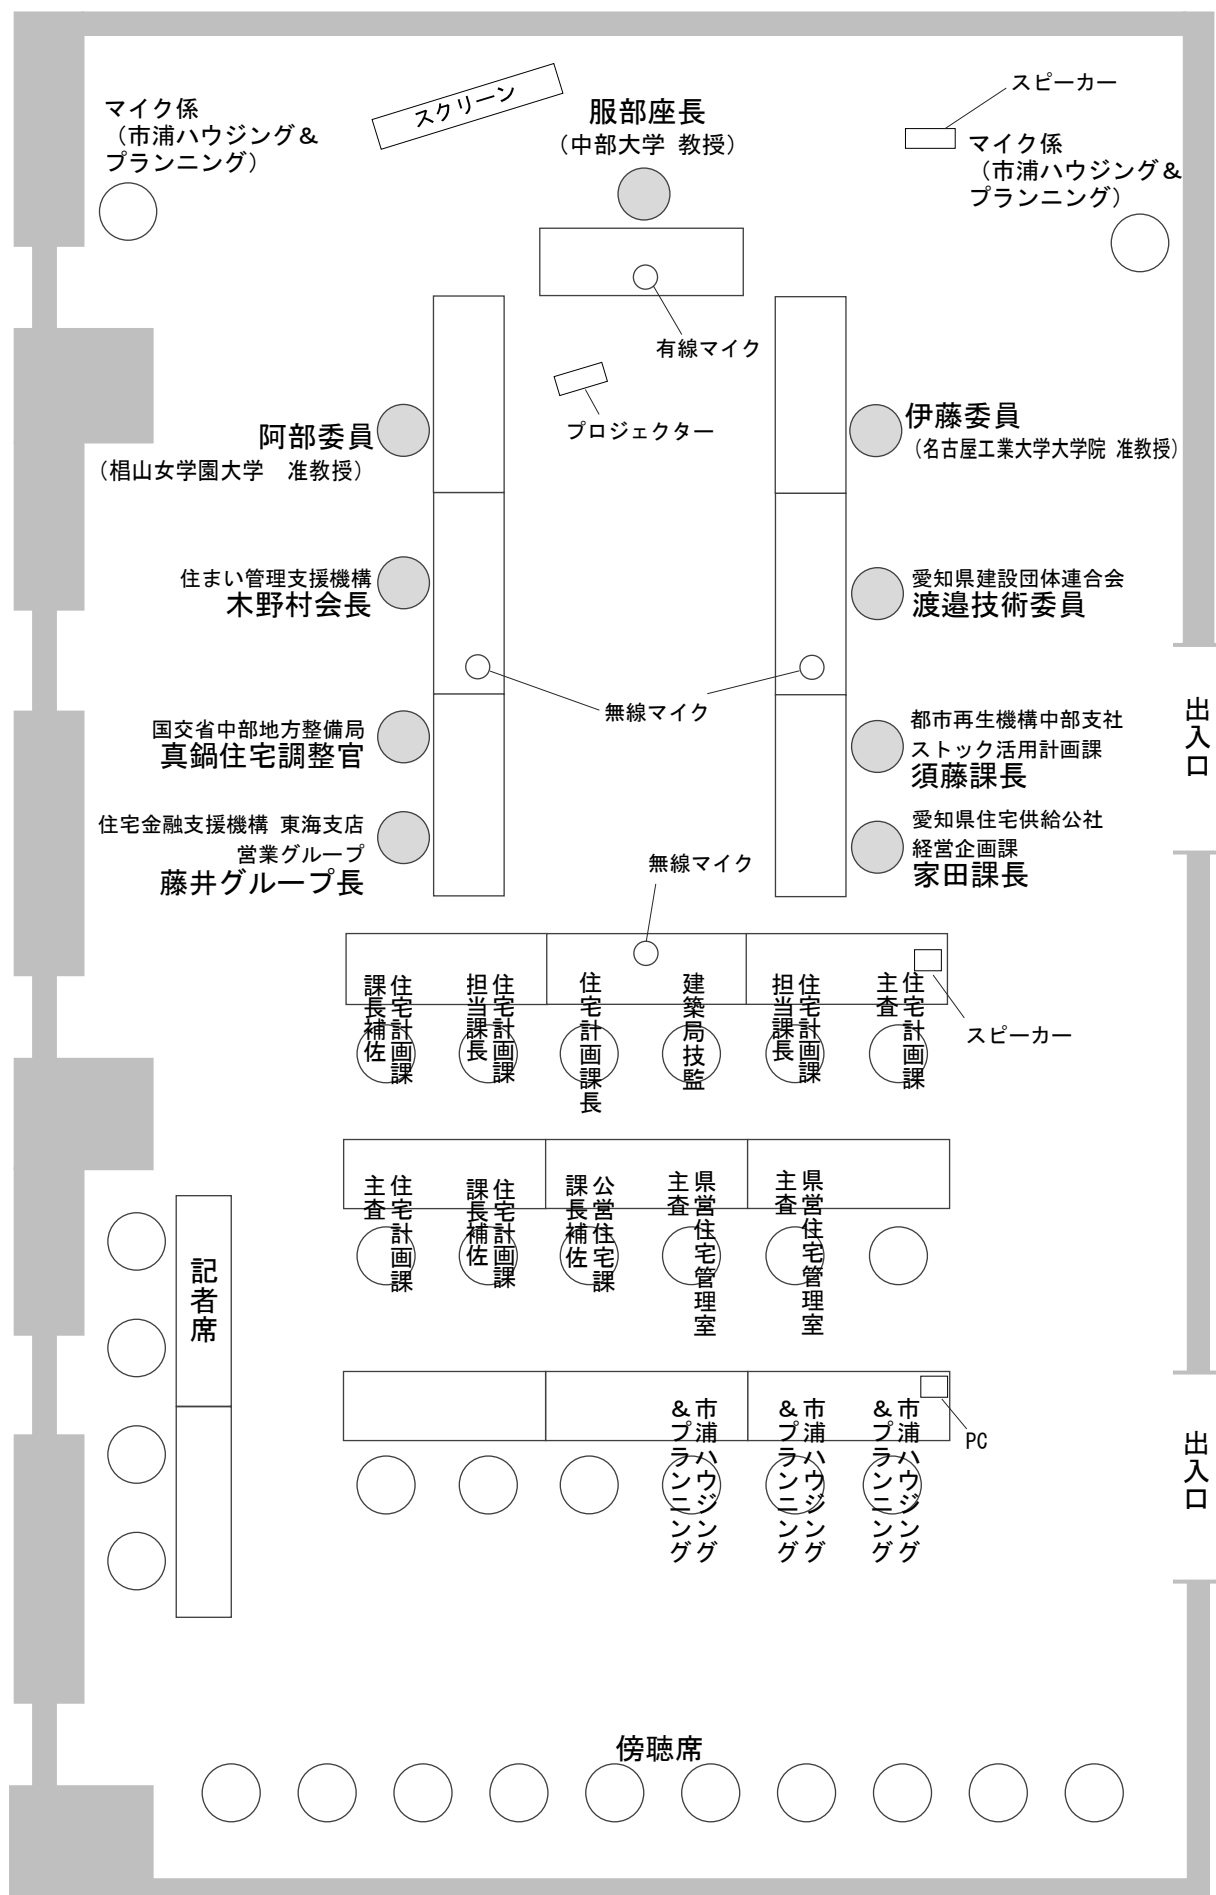 スクリーン
スピーカー
マイク係
（市浦ハウジング＆
プランニング）
服部座長
（中部大学 教授）
マイク係
（市浦ハウジング＆
プランニング）
有線マイク
プロジェクター
阿部委員
（椙山女学園大学　准教授）
伊藤委員
（名古屋工業大学大学院 准教授）
住まい管理支援機構
木野村会長
愛知県建設団体連合会
渡邉技術委員
無線マイク
国交省中部地方整備局
真鍋住宅調整官
都市再生機構中部支社
ストック活用計画課
須藤課長
出入口
住宅金融支援機構 東海支店
営業グループ
藤井グループ長
愛知県住宅供給公社
経営企画課
家田課長
無線マイク
住宅計画課
課長補佐
住宅計画課
担当課長
住宅計画課長
建築局技監
住宅計画課
担当課長
住宅計画課
主査
スピーカー
住宅計画課
主査
住宅計画課
課長補佐
公営住宅課
課長補佐
県営住宅管理室
主査
県営住宅管理室
主査
記者席
市浦ハウジング
＆プランニング
市浦ハウジング
＆プランニング
市浦ハウジング
＆プランニング
PC
出入口
傍聴席